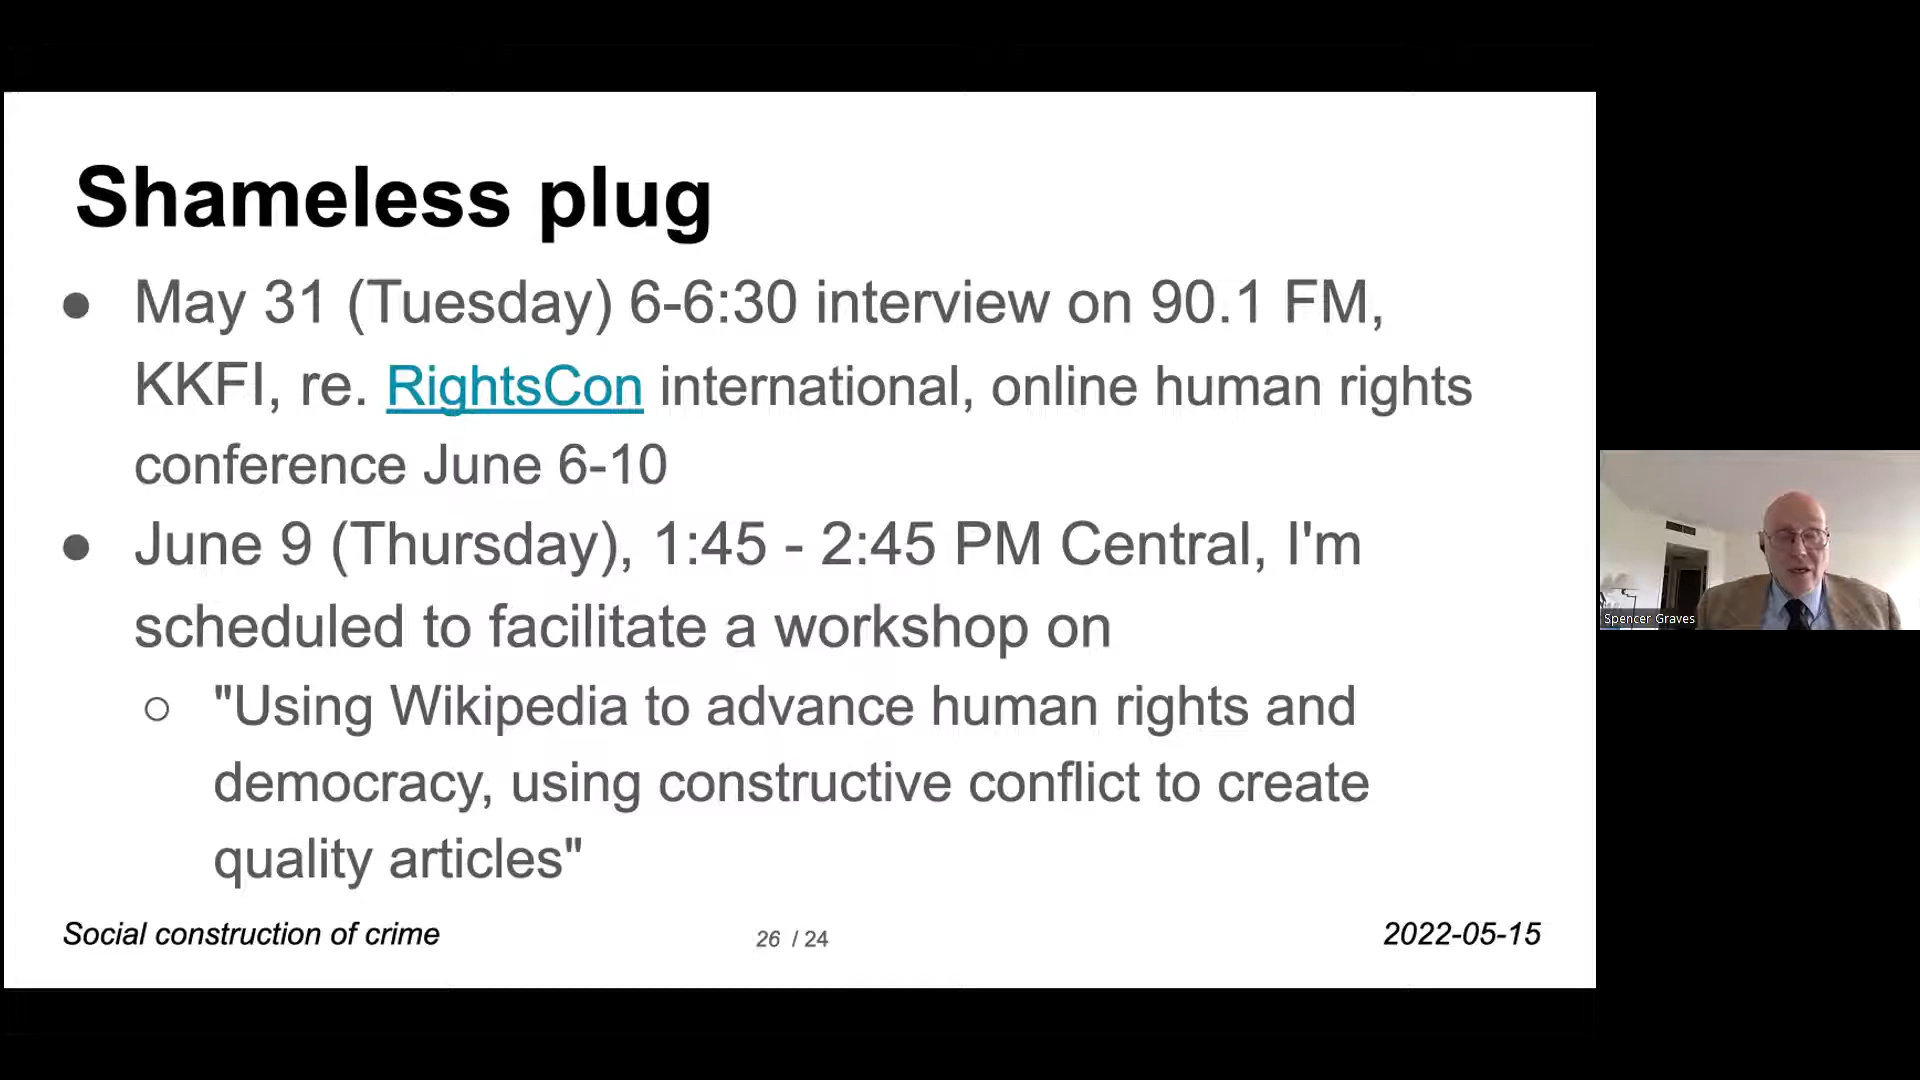 Shameless plug
● May 31 (Tuesday) 6-6:30 interview on 90.1 FM,
KKFI, re. RightsCon international, online human rights
conference June 6-10
● June 9 (Thursday), 1:45 - 2:45 PM Central, I'm
scheduled to facilitate a workshop on
○ "Using Wikipedia to advance human rights and
democracy, using constructive conflict to create
quality articles"
Social construction of crime
26 / 24
2022-05-15
Spencer Graves